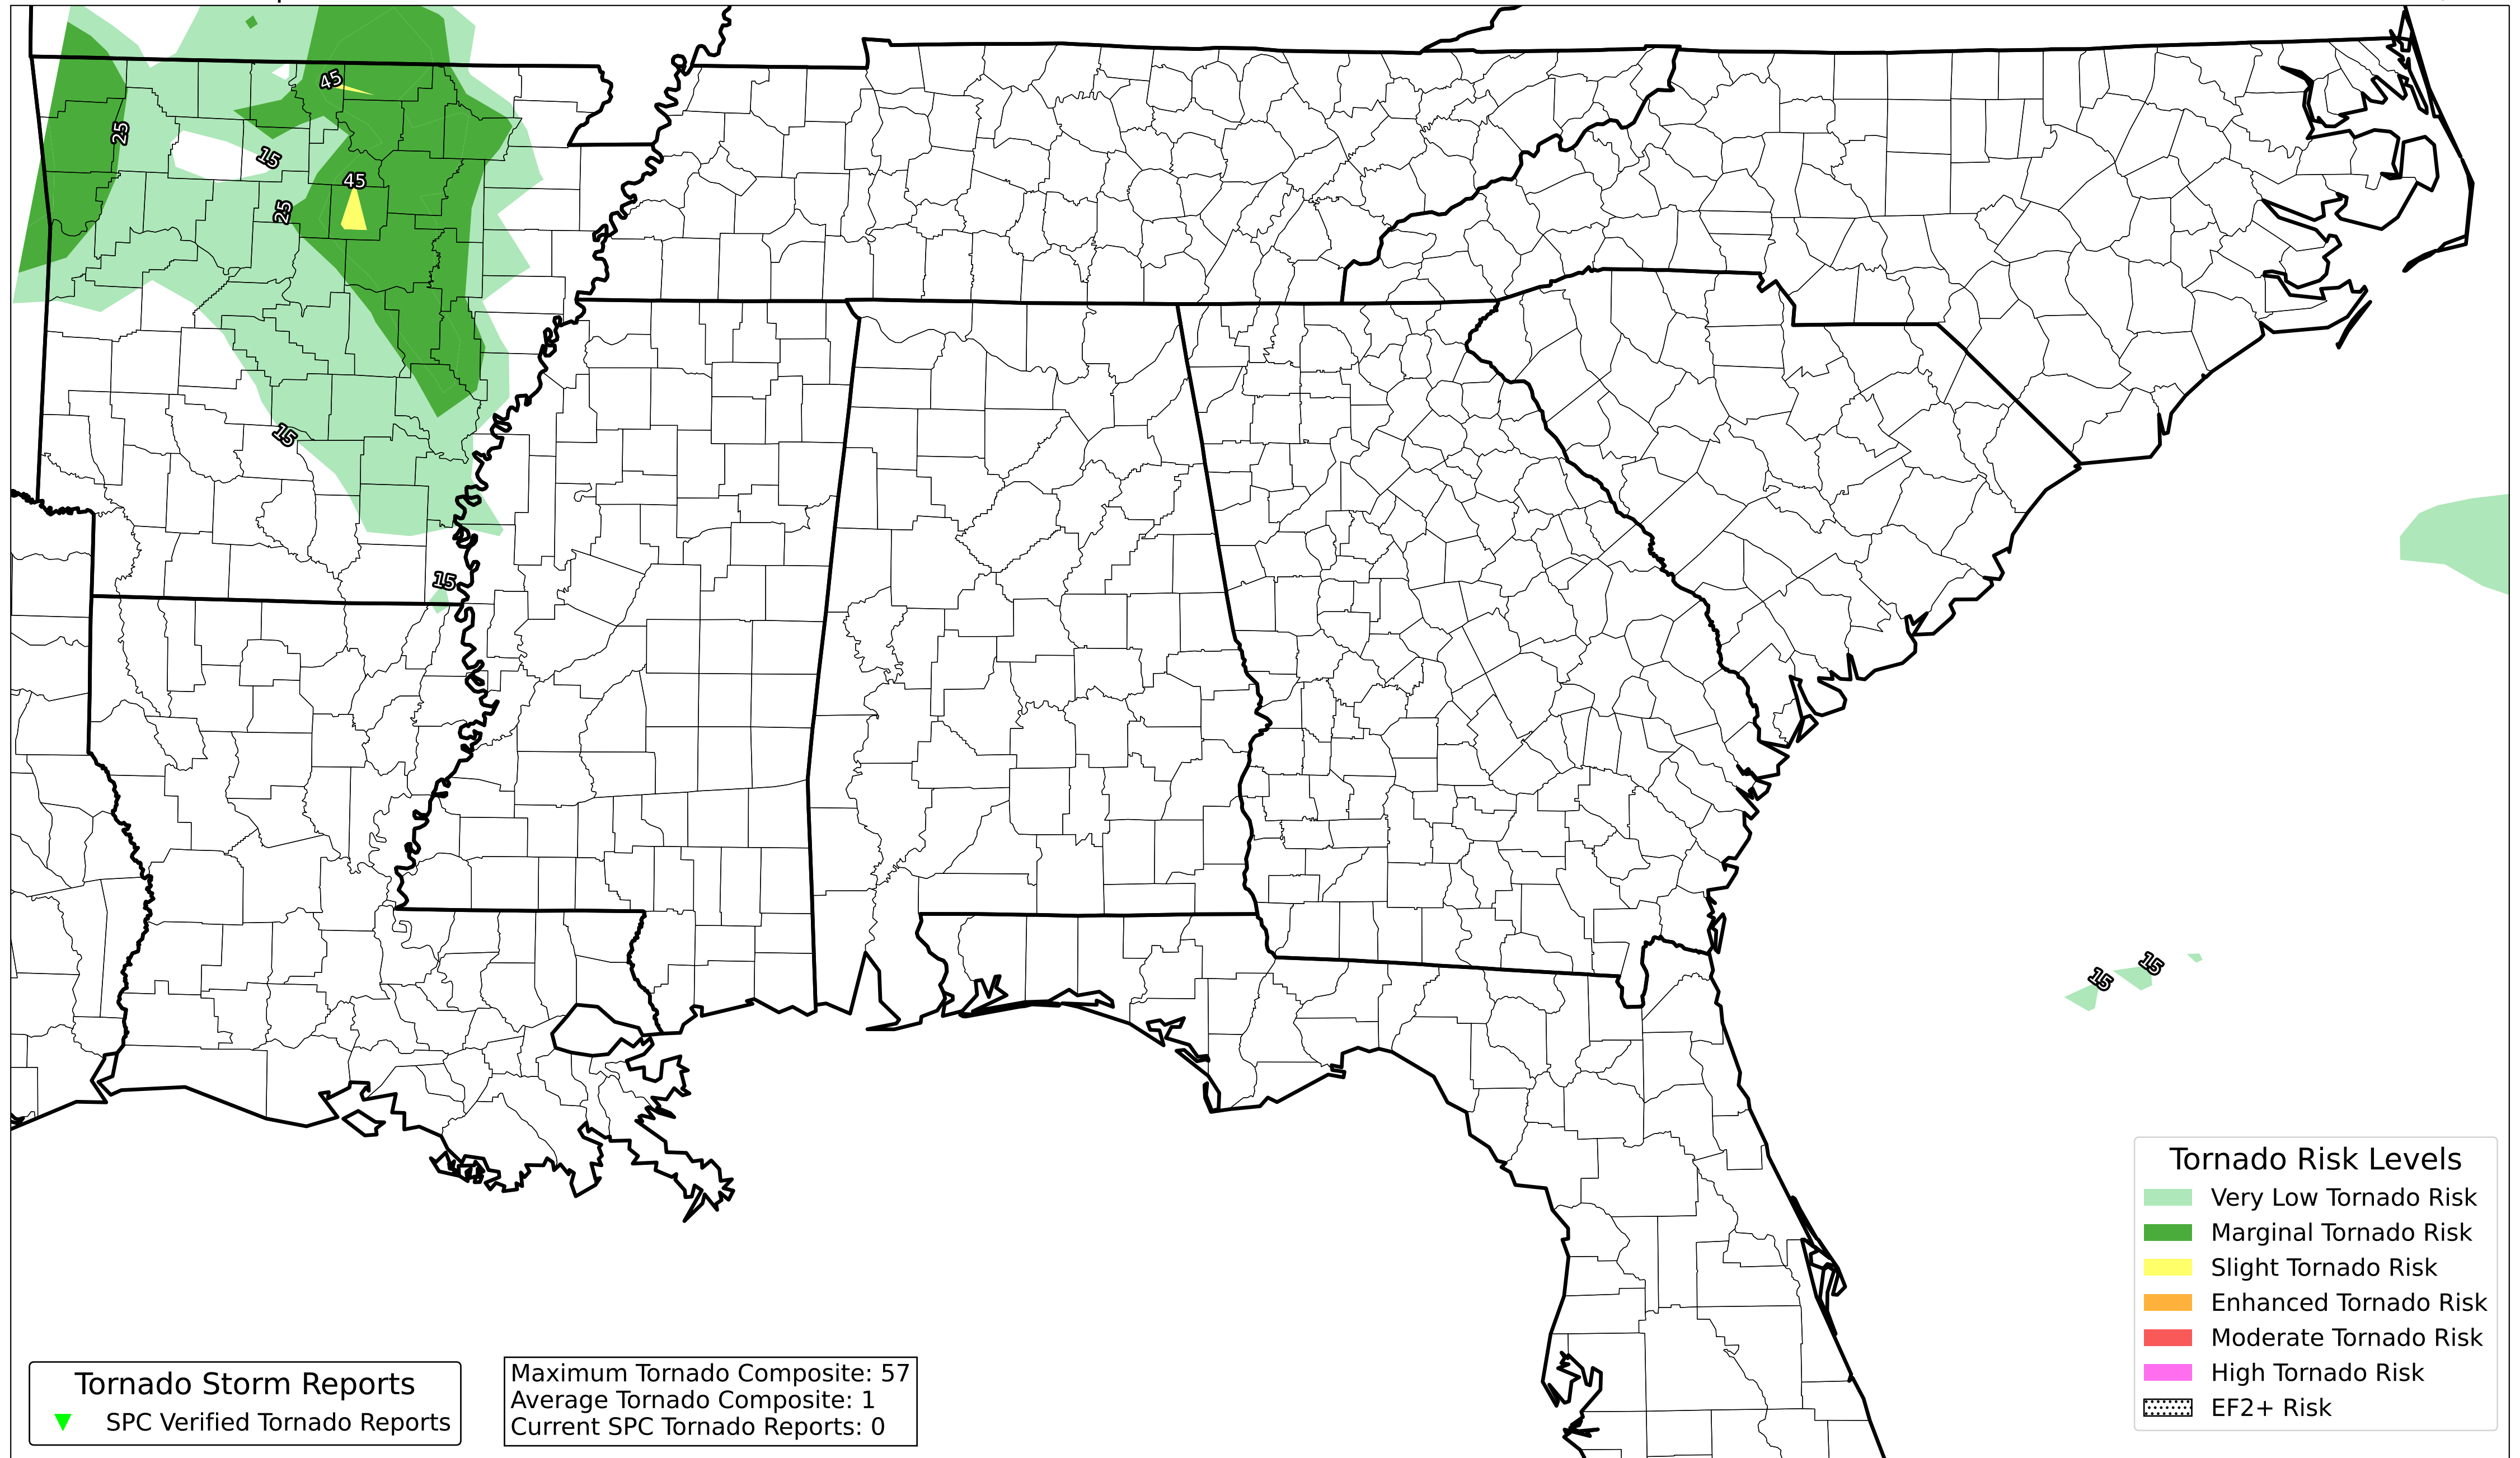 45
25
15
45
25
15
15
15
15
Tornado Risk Levels
Very Low Tornado Risk
Marginal Tornado Risk
Slight Tornado Risk
Enhanced Tornado Risk
Moderate Tornado Risk
High Tornado Risk
EF2+ Risk
Tornado Storm Reports
SPC Verified Tornado Reports
Maximum Tornado Composite: 57
Average Tornado Composite: 1
Current SPC Tornado Reports: 0